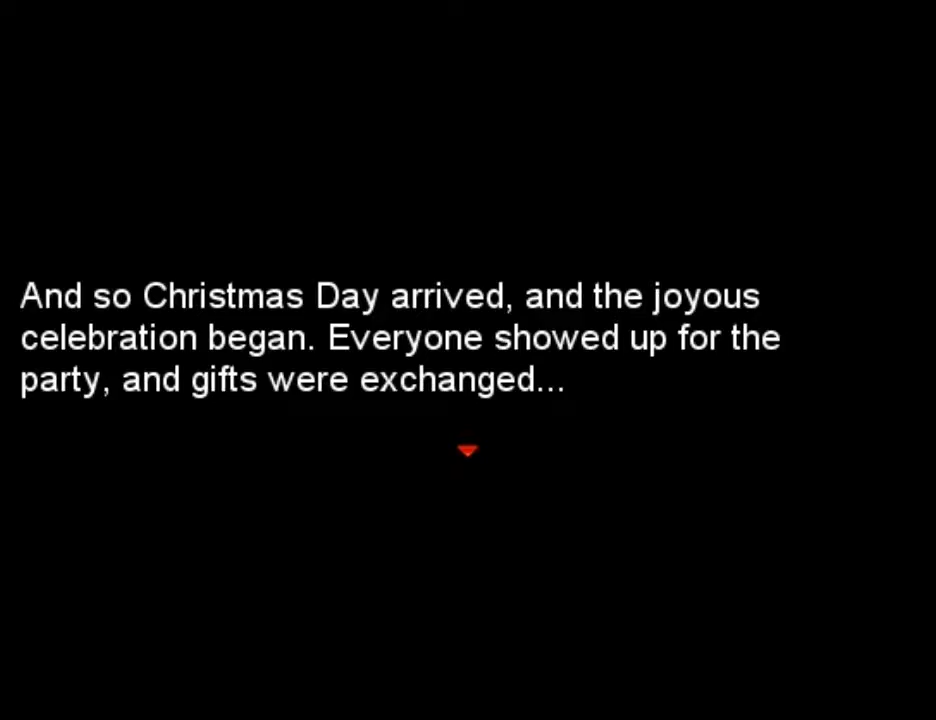 And so Christmas Day arrived, and the joyous
celebration began. Everyone showed up for the
party, and gifts were exchanged...